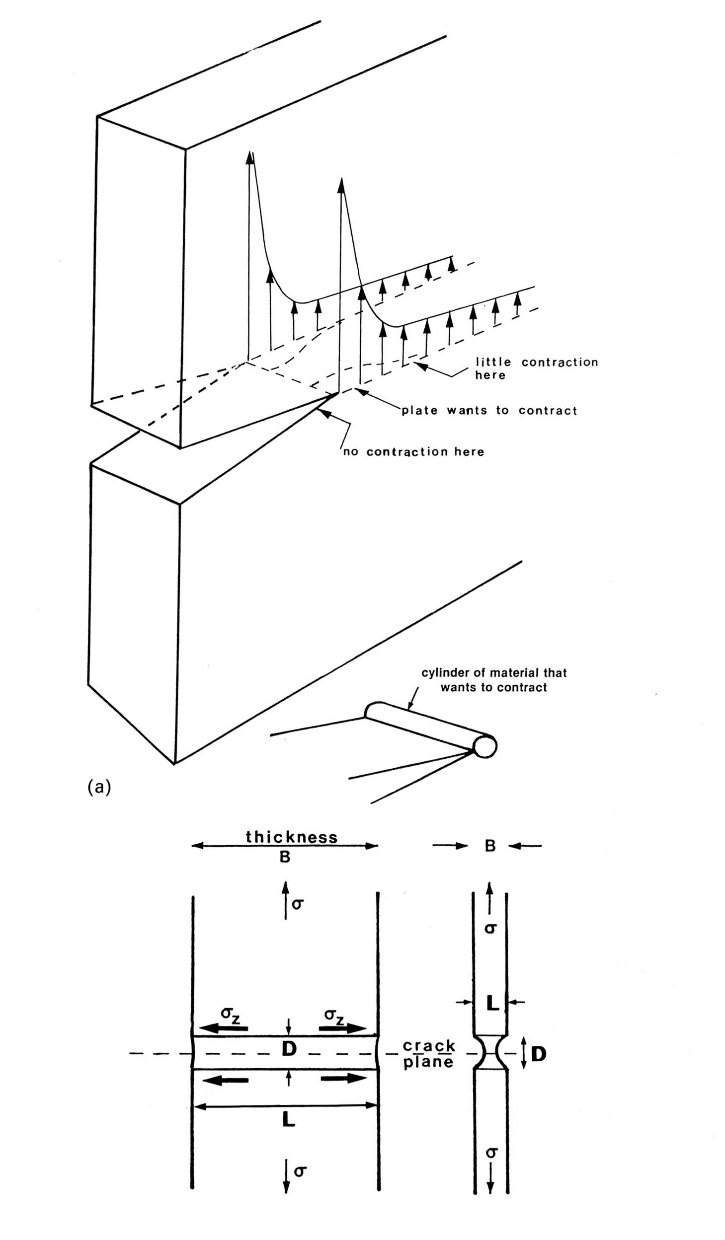 little contraction
here
plate wants to contract
no contraction here
cylinder of material that
wants to contract
(a)
thickness
B
B
σ
σ
σz
σz
L
D
crack
plane
D
L
σ
σ